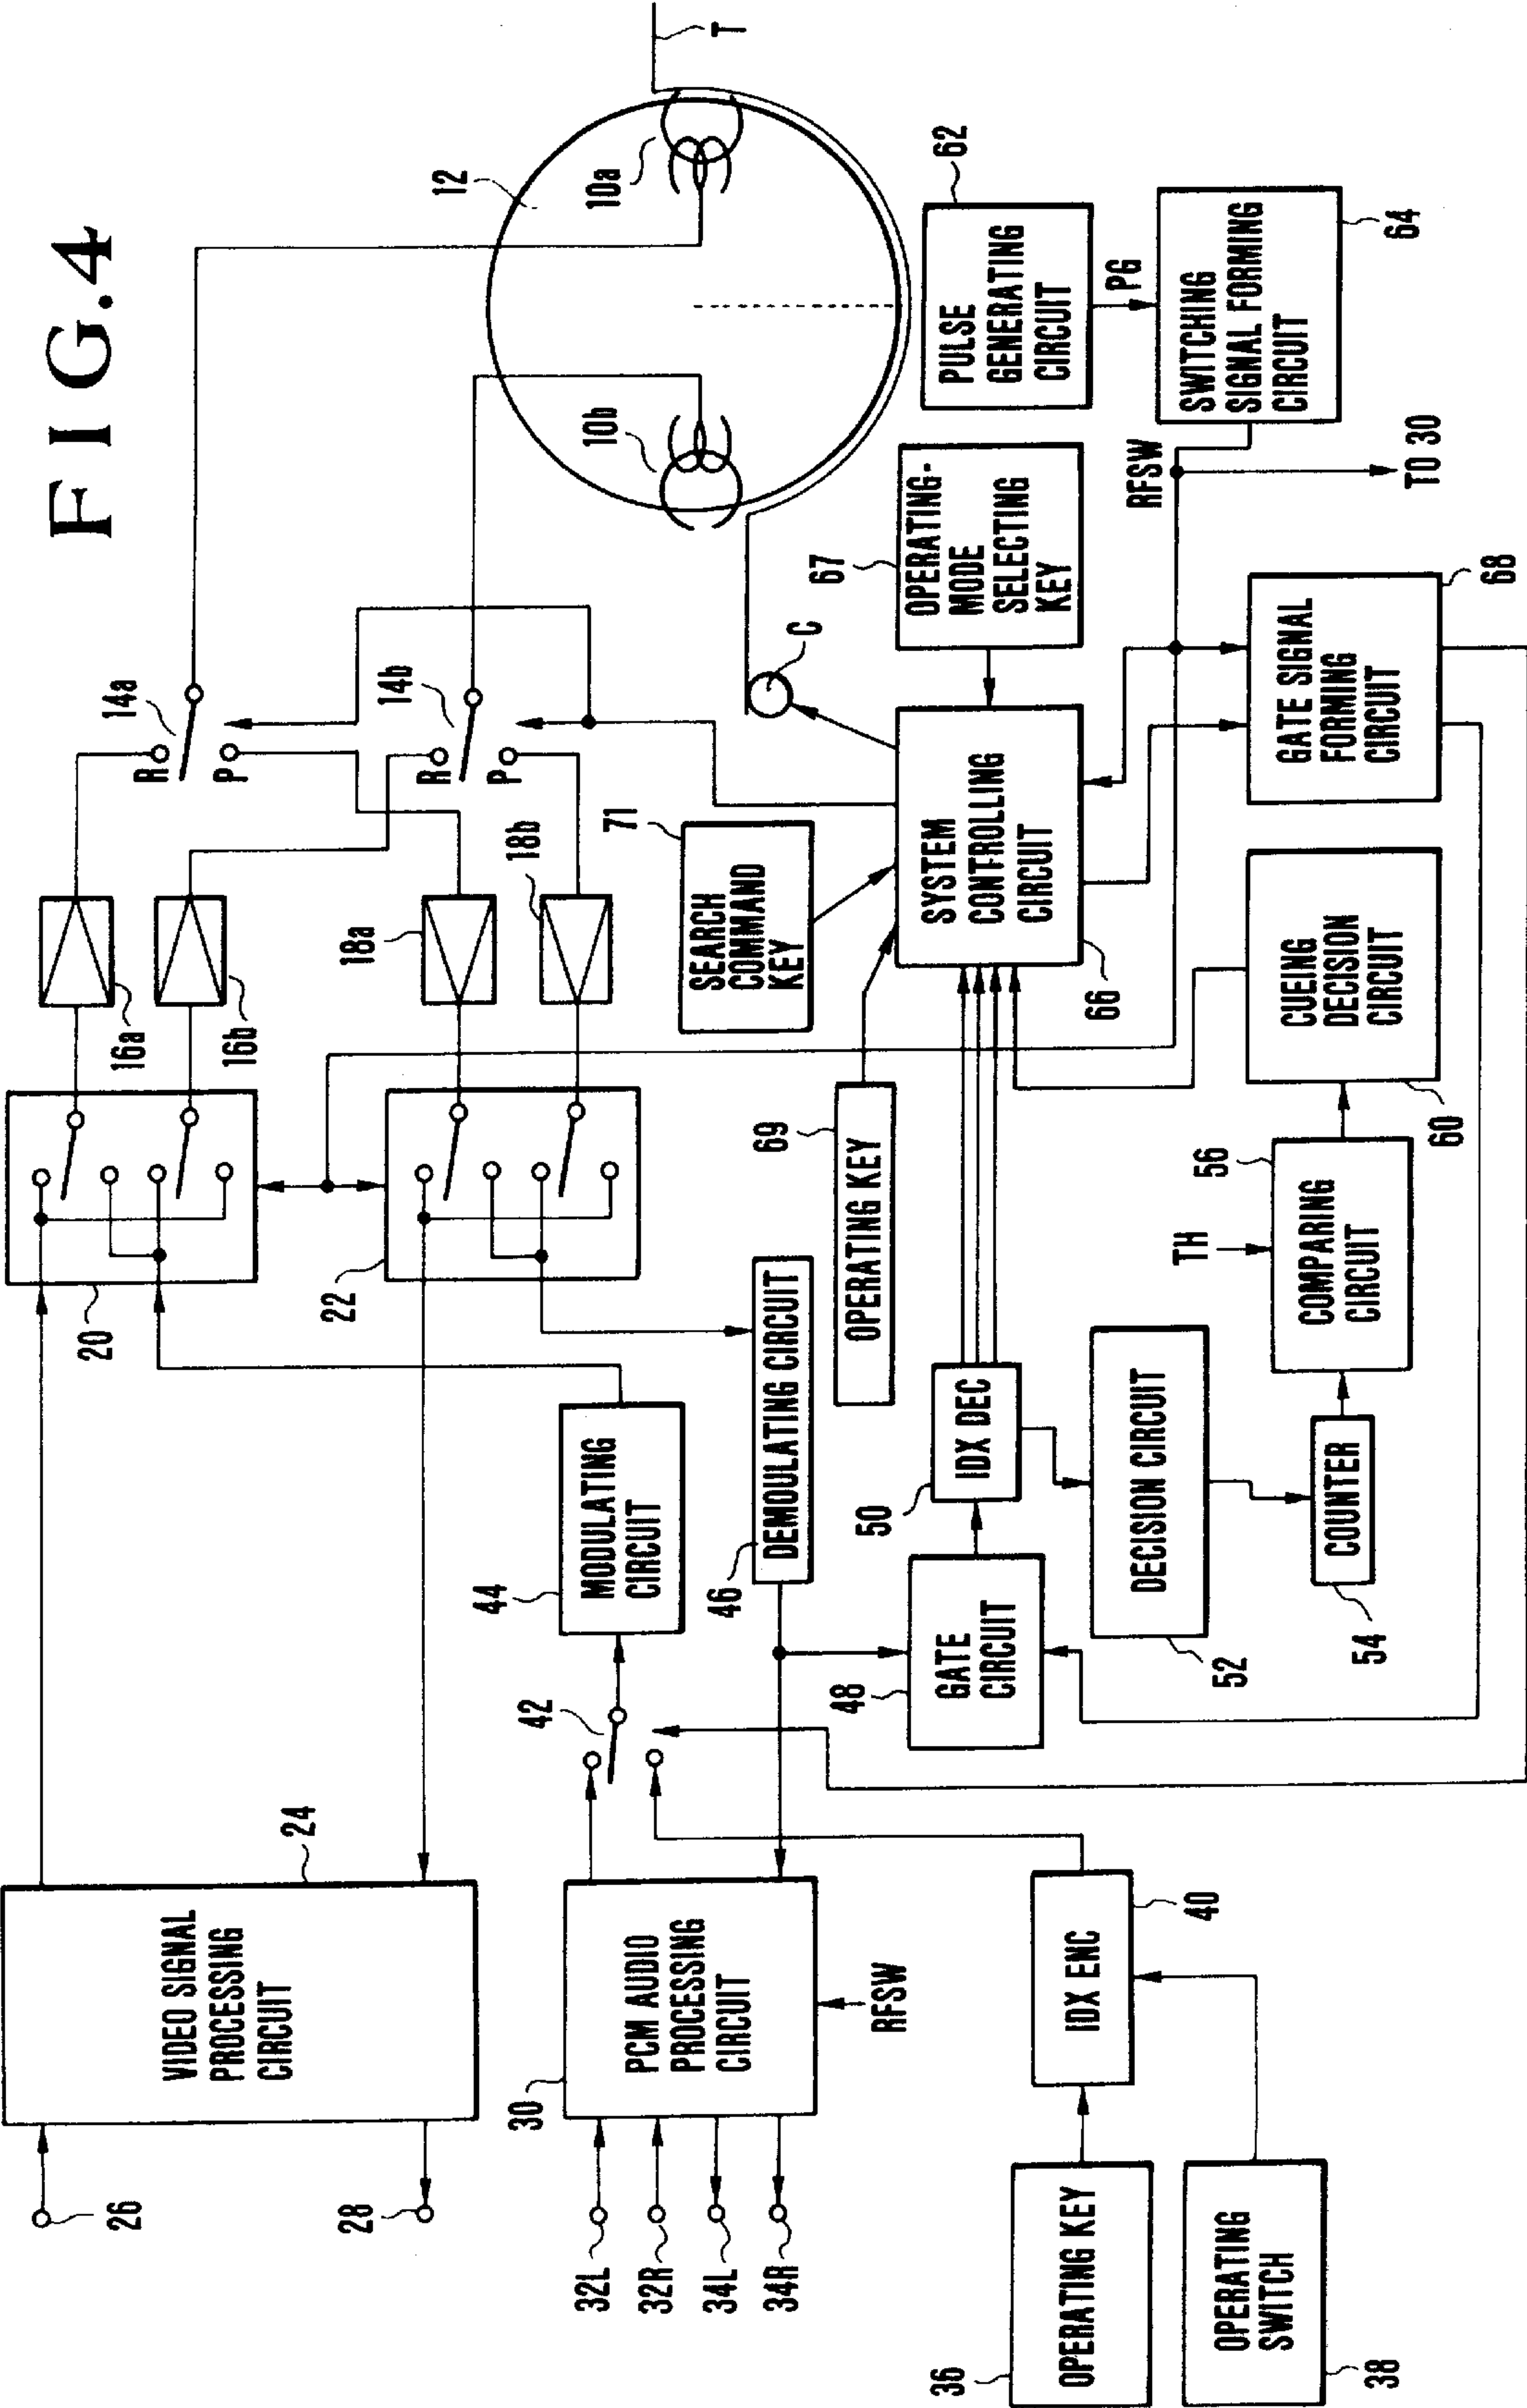 FIG.4
VIDEO SIGNAL
PROCESSING
CIRCUIT
24
26
28
20
22
16a
16b
18a
18b
14a
R
P
14b
R
P
12
10a
10b
T
C
PCM AUDIO
PROCESSING
CIRCUIT
30
32L
32R
34L
34R
RFSW
42
MODULATING
CIRCUIT
44
DEMOULATING CIRCUIT
46
SEARCH
COMMAND
KEY
71
OPERATING KEY
69
GATE
CIRCUIT
48
IDX DEC
50
SYSTEM
CONTROLLING
CIRCUIT
66
OPERATING-
MODE
SELECTING
KEY
67
PULSE
GENERATING
CIRCUIT
62
PG
SWITCHING
SIGNAL FORMING
CIRCUIT
64
RFSW
TO 30
OPERATING KEY
36
OPERATING
SWITCH
38
IDX ENC
40
DECISION CIRCUIT
52
COUNTER
54
COMPARING
CIRCUIT
56
TH
CUEING
DECISION
CIRCUIT
60
GATE SIGNAL
FORMING
CIRCUIT
68